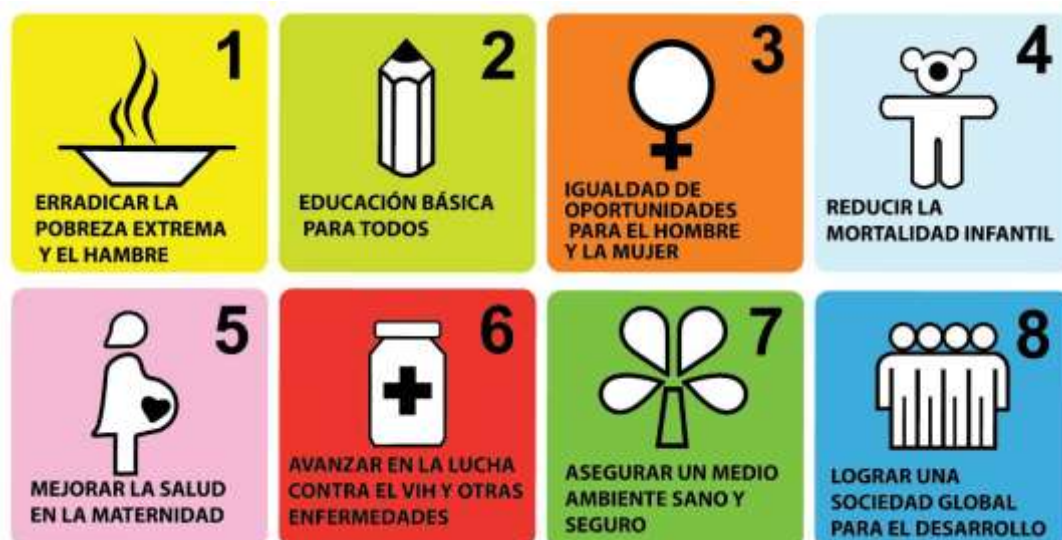 1
ERRADICAR LA
POBREZA EXTREMA
Y EL HAMBRE
2
EDUCACIÓN BÁSICA
PARA TODOS
3
IGUALDAD DE
OPORTUNIDADES
PARA EL HOMBRE
Y LA MUJER
4
REDUCIR LA
MORTALIDAD INFANTIL
5
MEJORAR LA SALUD
EN LA MATERNIDAD
6
AVANZAR EN LA LUCHA
CONTRA EL VIH Y OTRAS
ENFERMEDADES
7
ASEGURAR UN MEDIO
AMBIENTE SANO Y
SEGURO
8
LOGRAR UNA
SOCIEDAD GLOBAL
PARA EL DESARROLLO